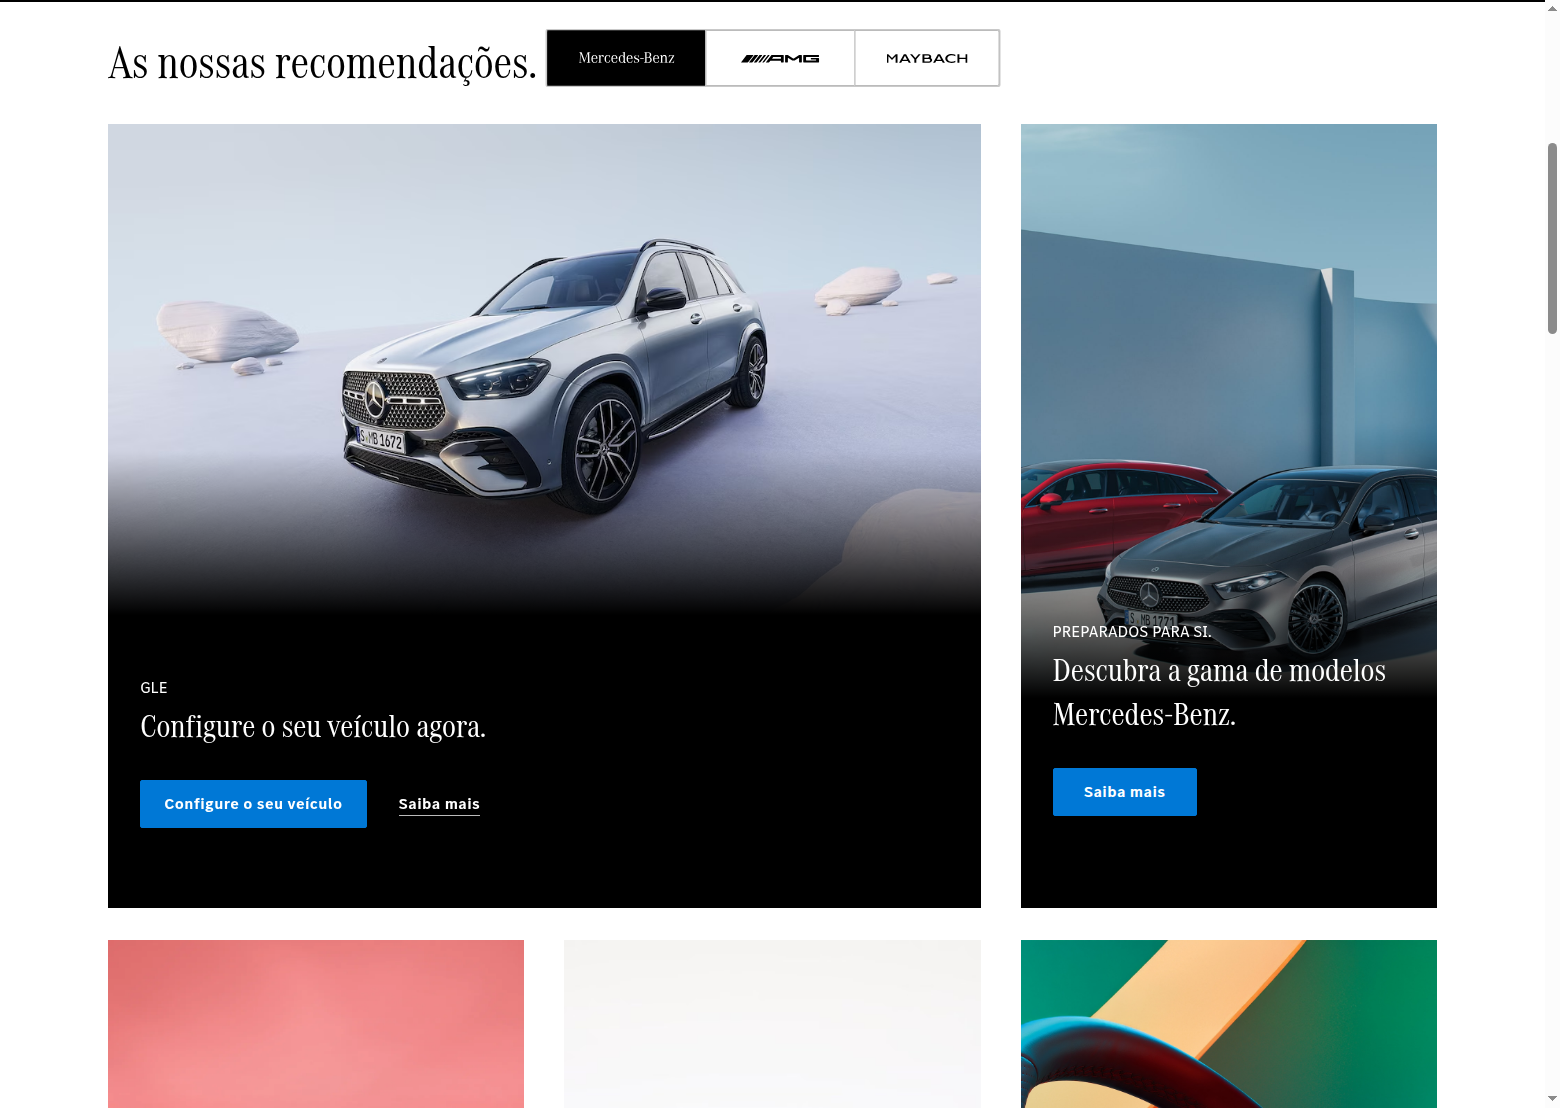 As nossas recomendações.
Mercedes-Benz
AMG
MAYBACH
S MB 1672
GLE
Configure o seu veículo agora.
Configure o seu veículo
Saiba mais
S MB 1771
PREPARADOS PARA SI.
Descubra a gama de modelos
Mercedes-Benz.
Saiba mais